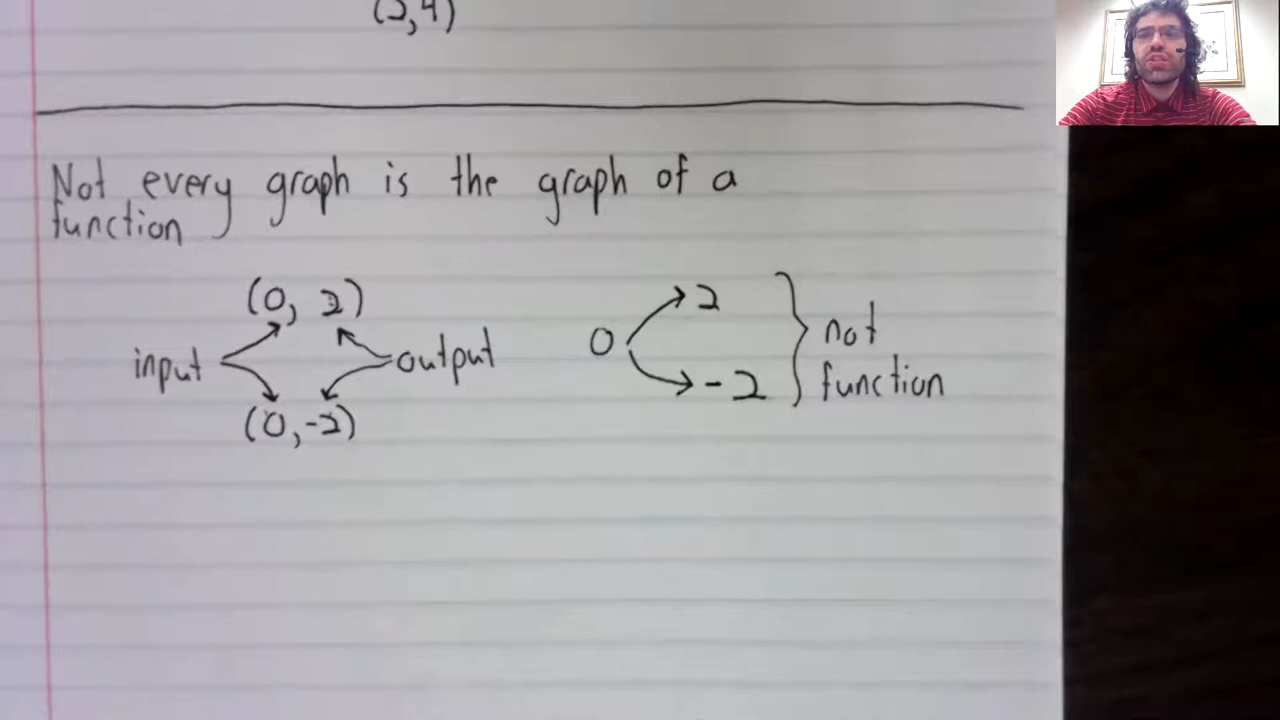 (2,4)
Not every graph is the graph of a
function
(0, 2)
input
output
(0,-2)
0
2
-2
not
function